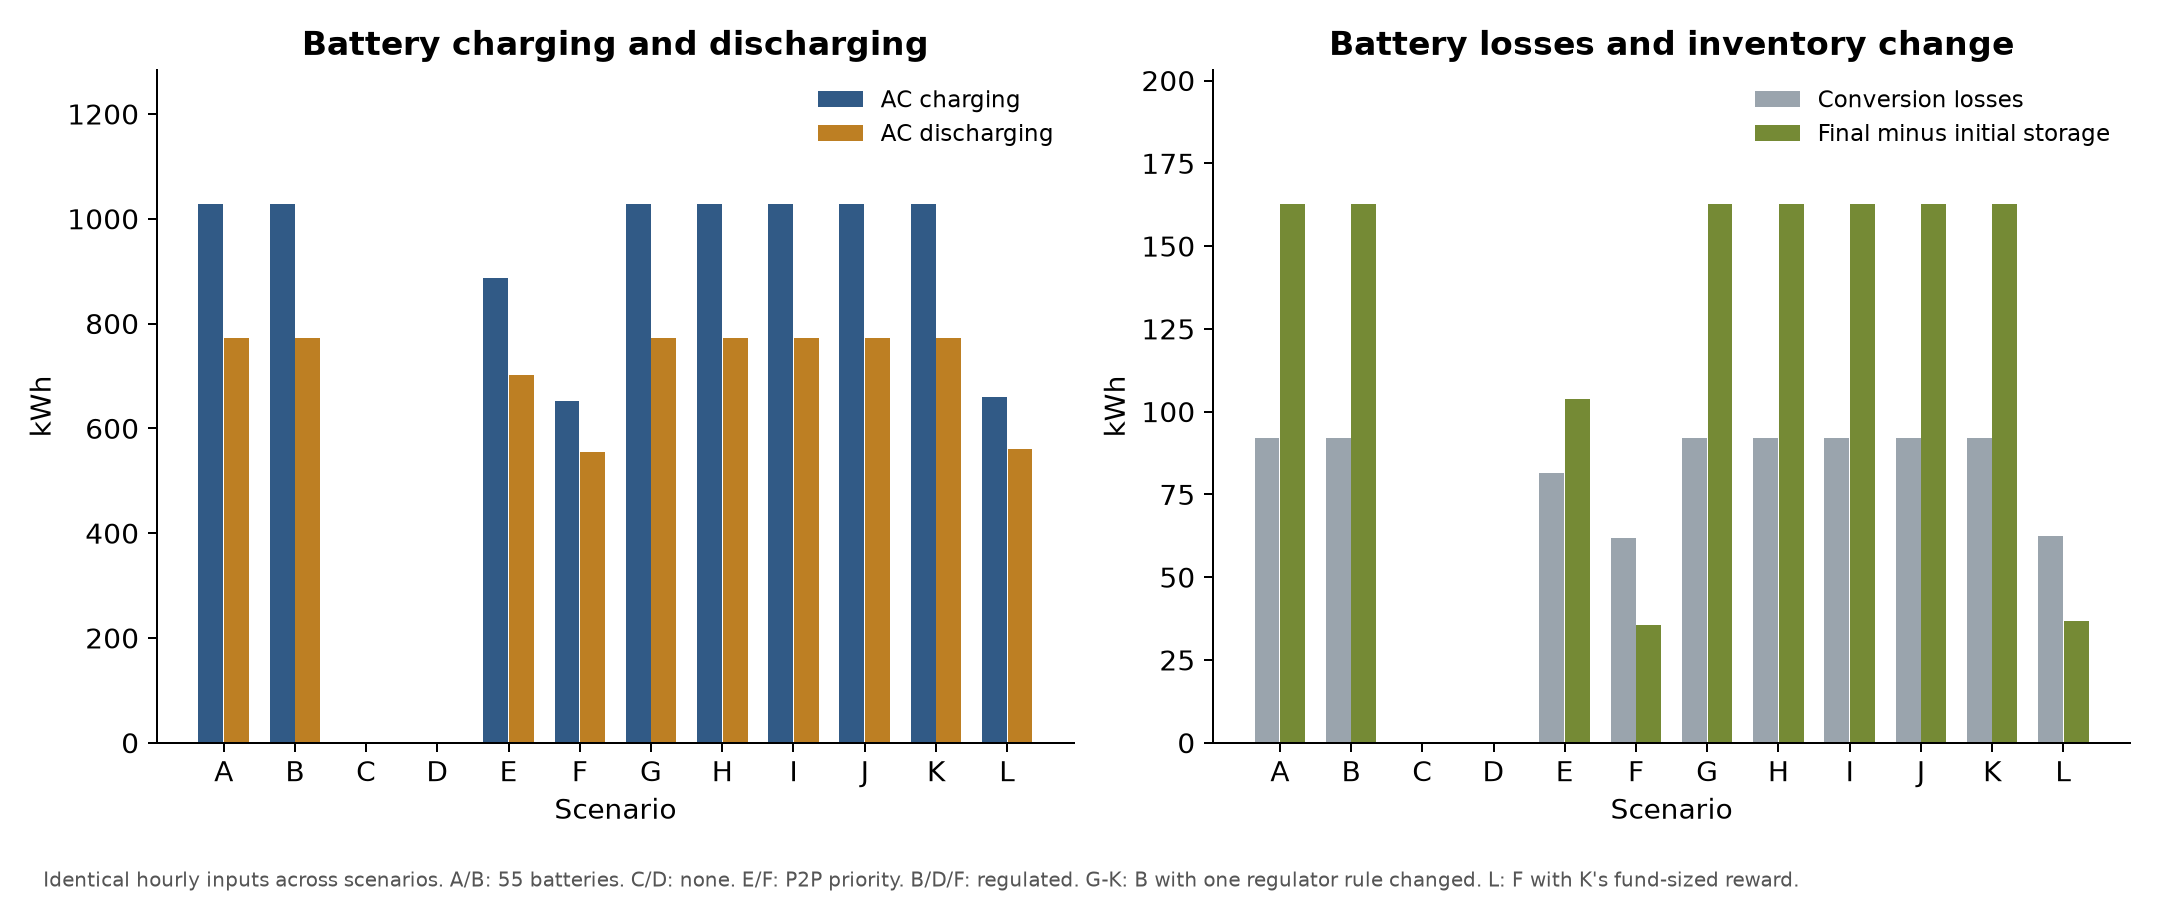 Battery charging and discharging
AC charging
AC discharging
1200
1000
800
600
400
200
0
kWh
A B C D E F G H I J K L
Scenario
Battery losses and inventory change
Conversion losses
Final minus initial storage
200
175
150
125
100
75
50
25
0
kWh
A B C D E F G H I J K L
Scenario
Identical hourly inputs across scenarios. A/B: 55 batteries. C/D: none. E/F: P2P priority. B/D/F: regulated. G-K: B with one regulator rule changed. L: F with K's fund-sized reward.